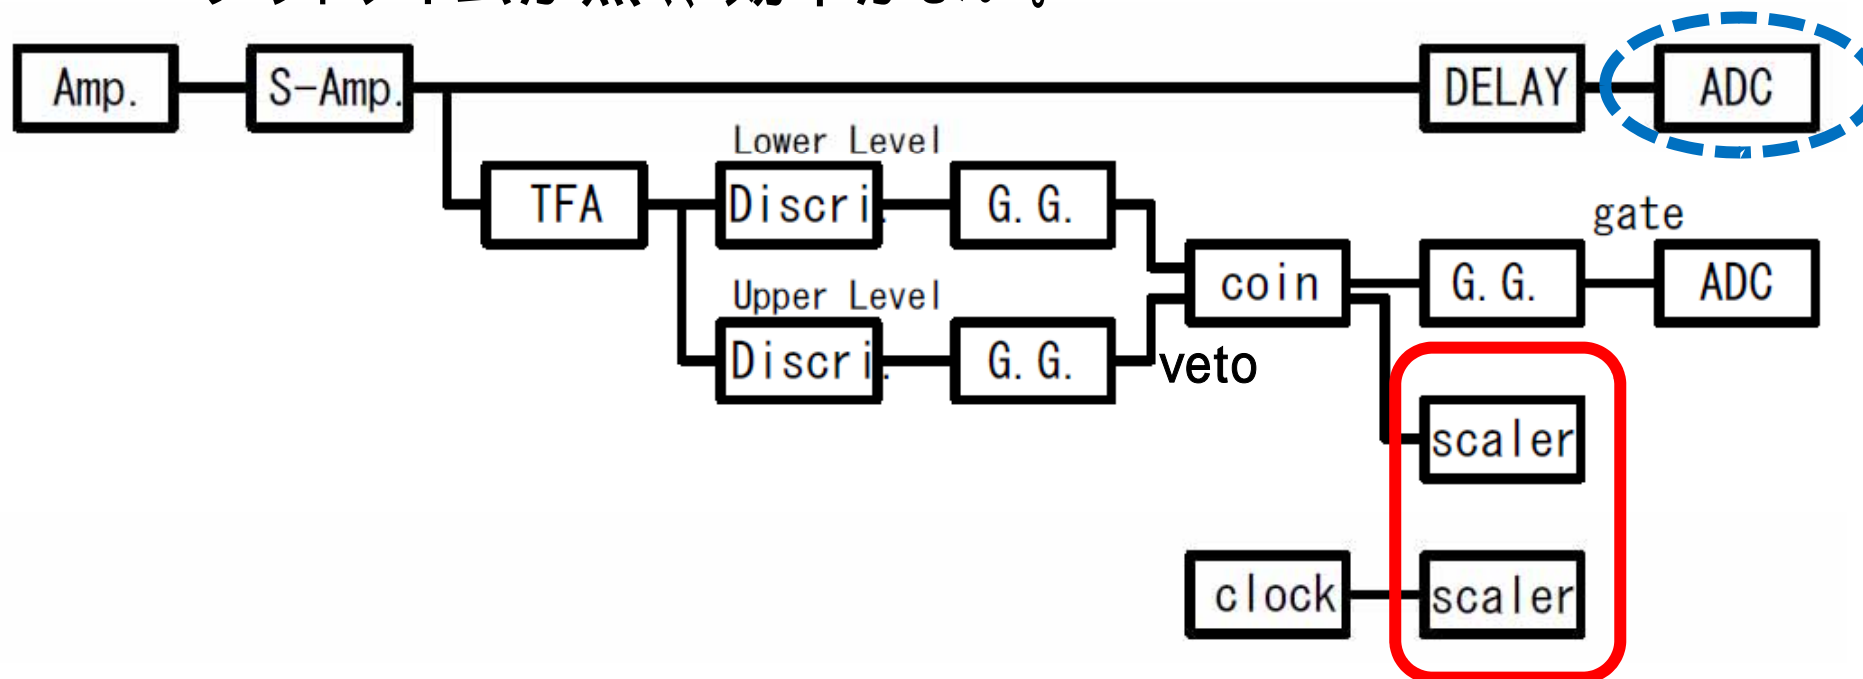 Amp.
S-Amp.
DELAY
ADC
Lower Level
TFA
Discri.
G.G.
gate
coin
G.G.
ADC
Upper Level
Discri.
G.G.
veto
scaler
clock
scaler